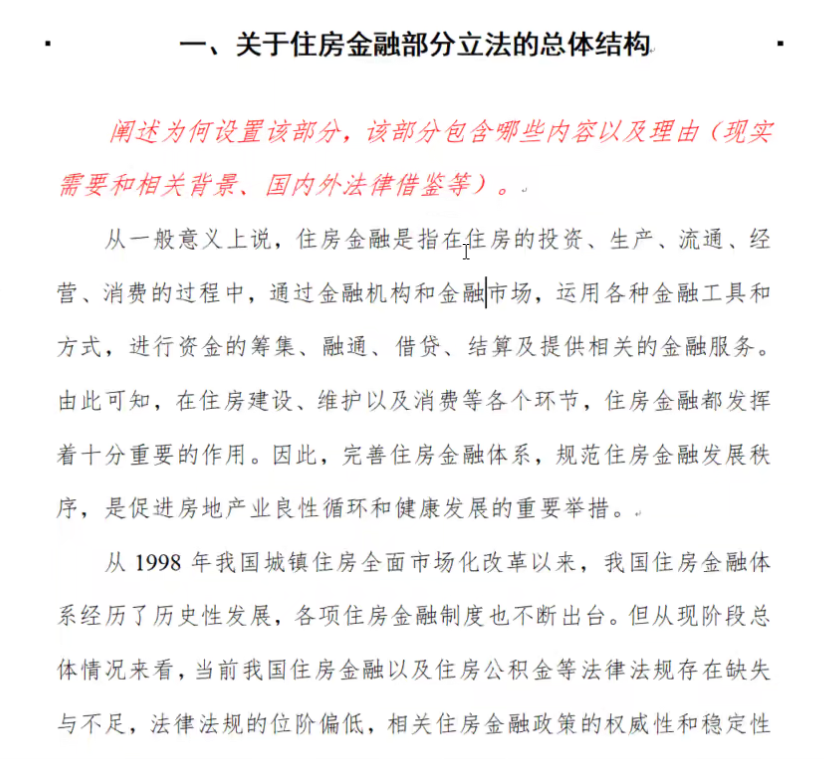 一、关于住房金融部分立法的总体结构
阐述为何设置该部分，该部分包含哪些内容以及理由（现实
需要和相关背景、国内外法律借鉴等）。
从一般意义上说，住房金融是指在住房的投资、生产、流通、经
营、消费的过程中，通过金融机构和金融市场，运用各种金融工具和
方式，进行资金的筹集、融通、借贷、结算及提供相关的金融服务。
由此可知，在住房建设、维护以及消费等各个环节，住房金融都发挥
着十分重要的作用。因此，完善住房金融体系，规范住房金融发展秩
序，是促进房地产业良性循环和健康发展的重要举措。
从 1998 年我国城镇住房全面市场化改革以来，我国住房金融体
系经历了历史性发展，各项住房金融制度也不断出台。但从现阶段总
体情况来看，当前我国住房金融以及住房公积金等法律法规存在缺失
与不足，法律法规的位阶偏低，相关住房金融政策的权威性和稳定性